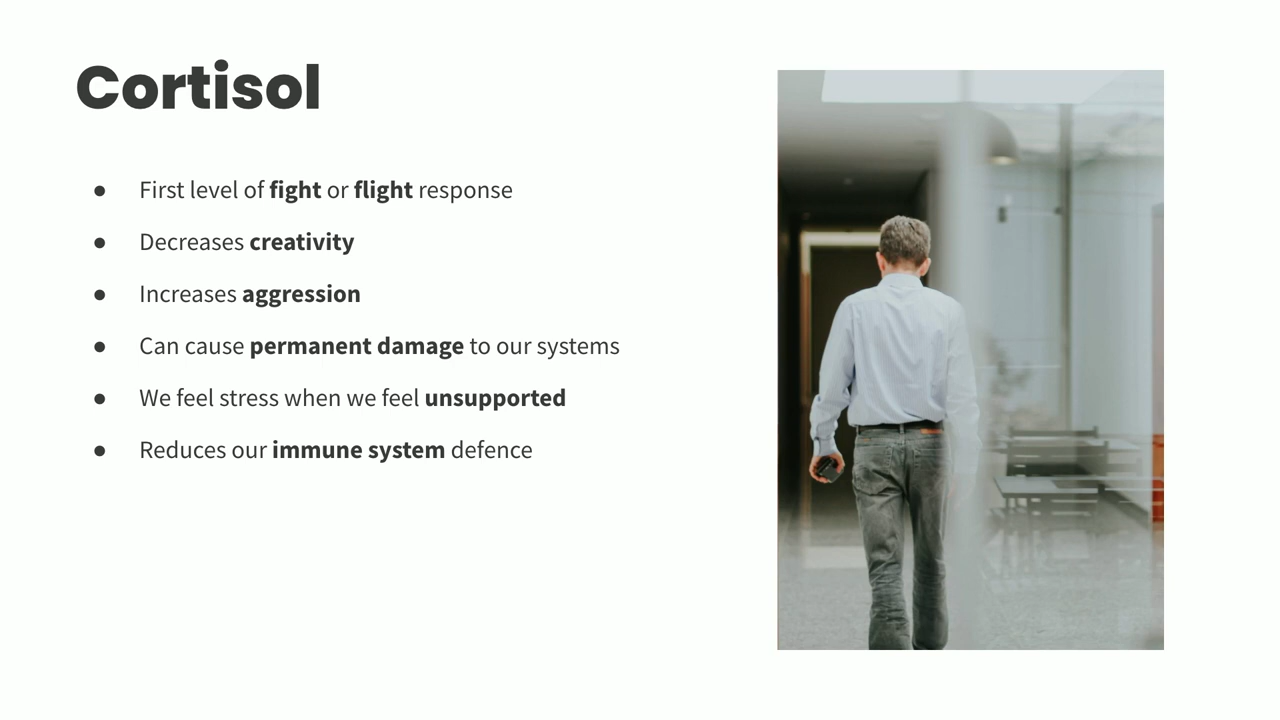 Cortisol
● First level of fight or flight response
● Decreases creativity
● Increases aggression
● Can cause permanent damage to our systems
● We feel stress when we feel unsupported
● Reduces our immune system defence